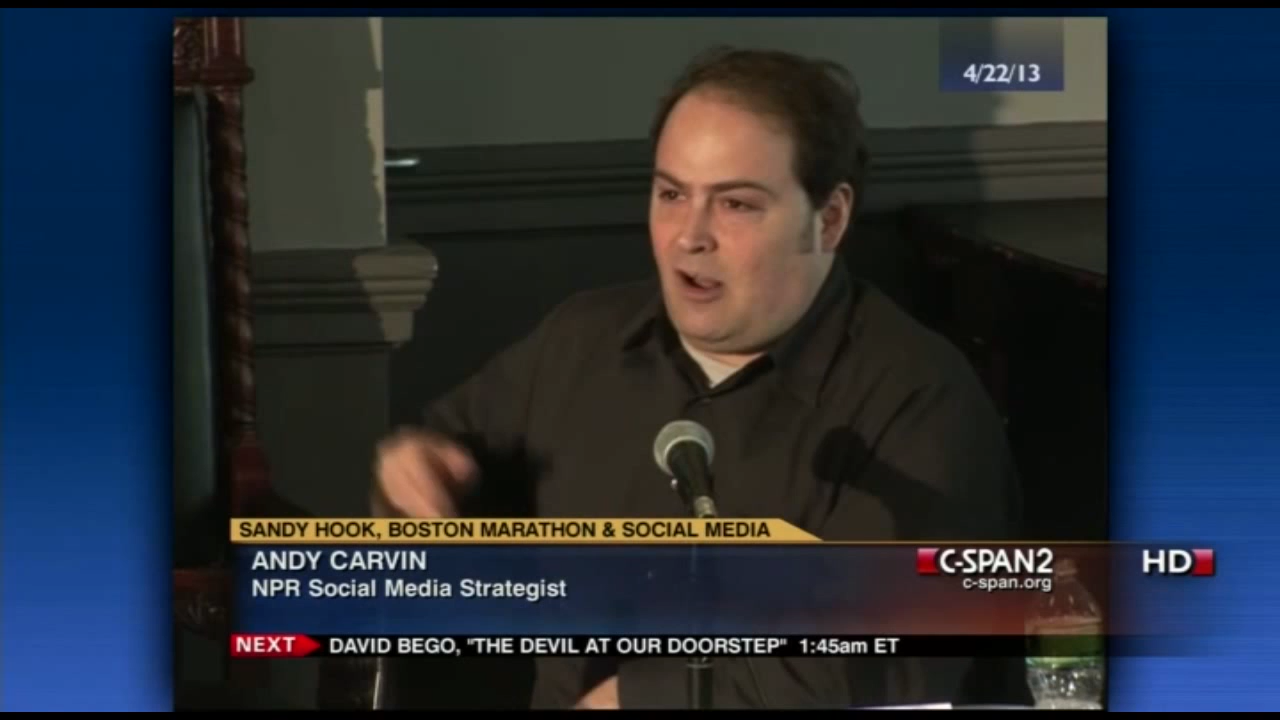 4/22/13
SANDY HOOK, BOSTON MARATHON & SOCIAL MEDIA
ANDY CARVIN
NPR Social Media Strategist
C-SPAN2
c-span.org
HD
NEXT
DAVID BEGO, "THE DEVIL AT OUR DOORSTEP" 1:45am ET